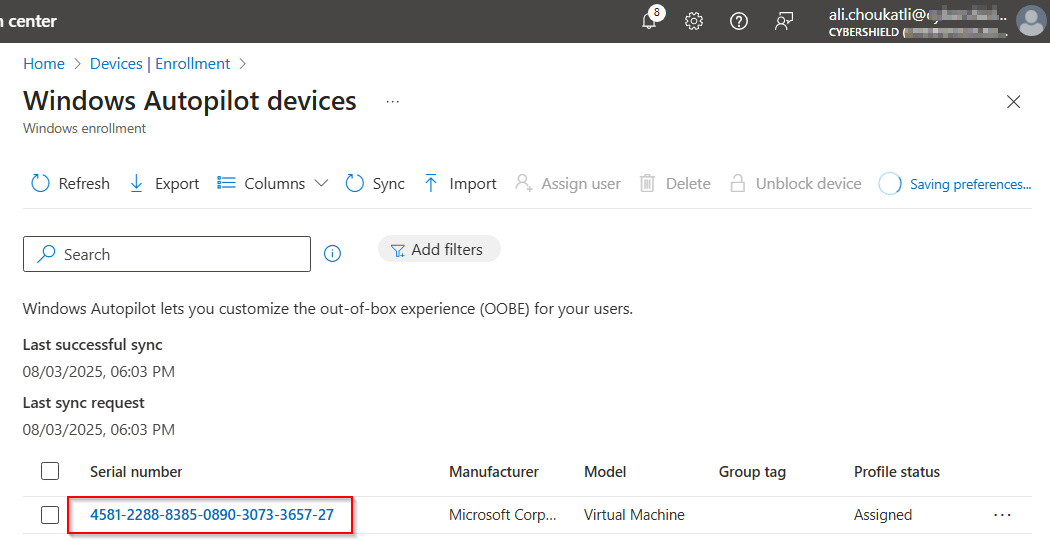 n center
8
ali.choukatli@
CYBERSHIELD (
Home > Devices | Enrollment >
Windows Autopilot devices ...
Windows enrollment
Refresh Export Columns Sync Import Assign user Delete Unblock device Saving preferences...
Search Add filters
Windows Autopilot lets you customize the out-of-box experience (OOBE) for your users.
Last successful sync
08/03/2025, 06:03 PM
Last sync request
08/03/2025, 06:03 PM
Serial number Manufacturer Model Group tag Profile status
4581-2288-8385-0890-3073-3657-27 Microsoft Corp... Virtual Machine Assigned ...